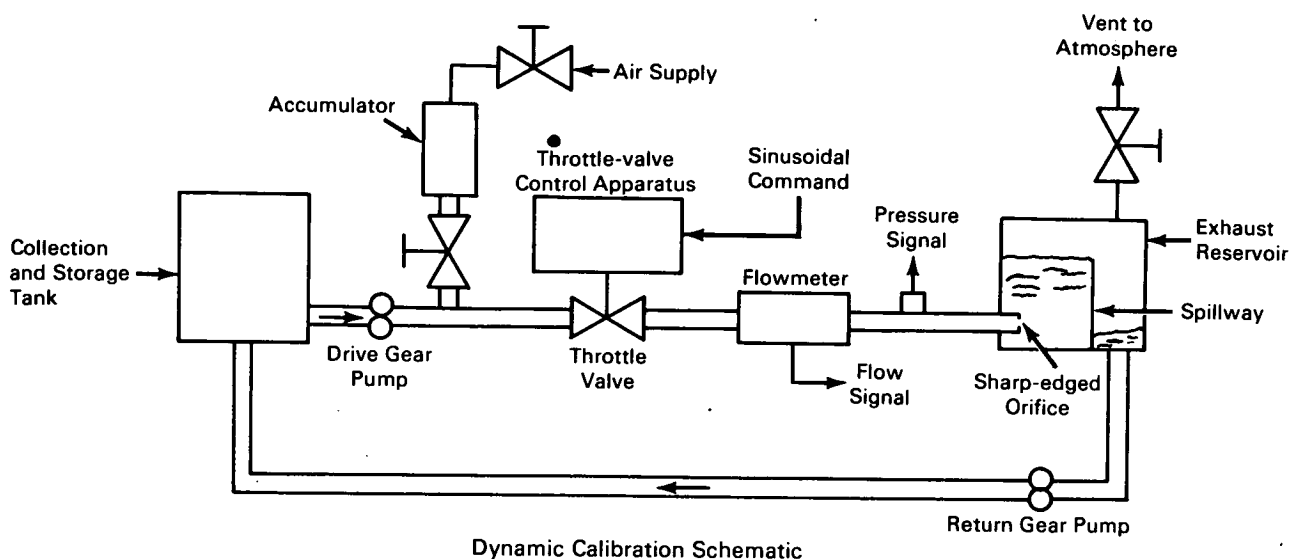 Vent to
Atmosphere
Air Supply
Accumulator
Throttle-valve
Control Apparatus
Sinusoidal
Command
Pressure
Signal
Exhaust
Reservoir
Collection
and Storage
Tank
Flowmeter
Spillway
Drive Gear
Pump
Throttle
Valve
Flow
Signal
Sharp-edged
Orifice
Return Gear Pump
Dynamic Calibration Schematic